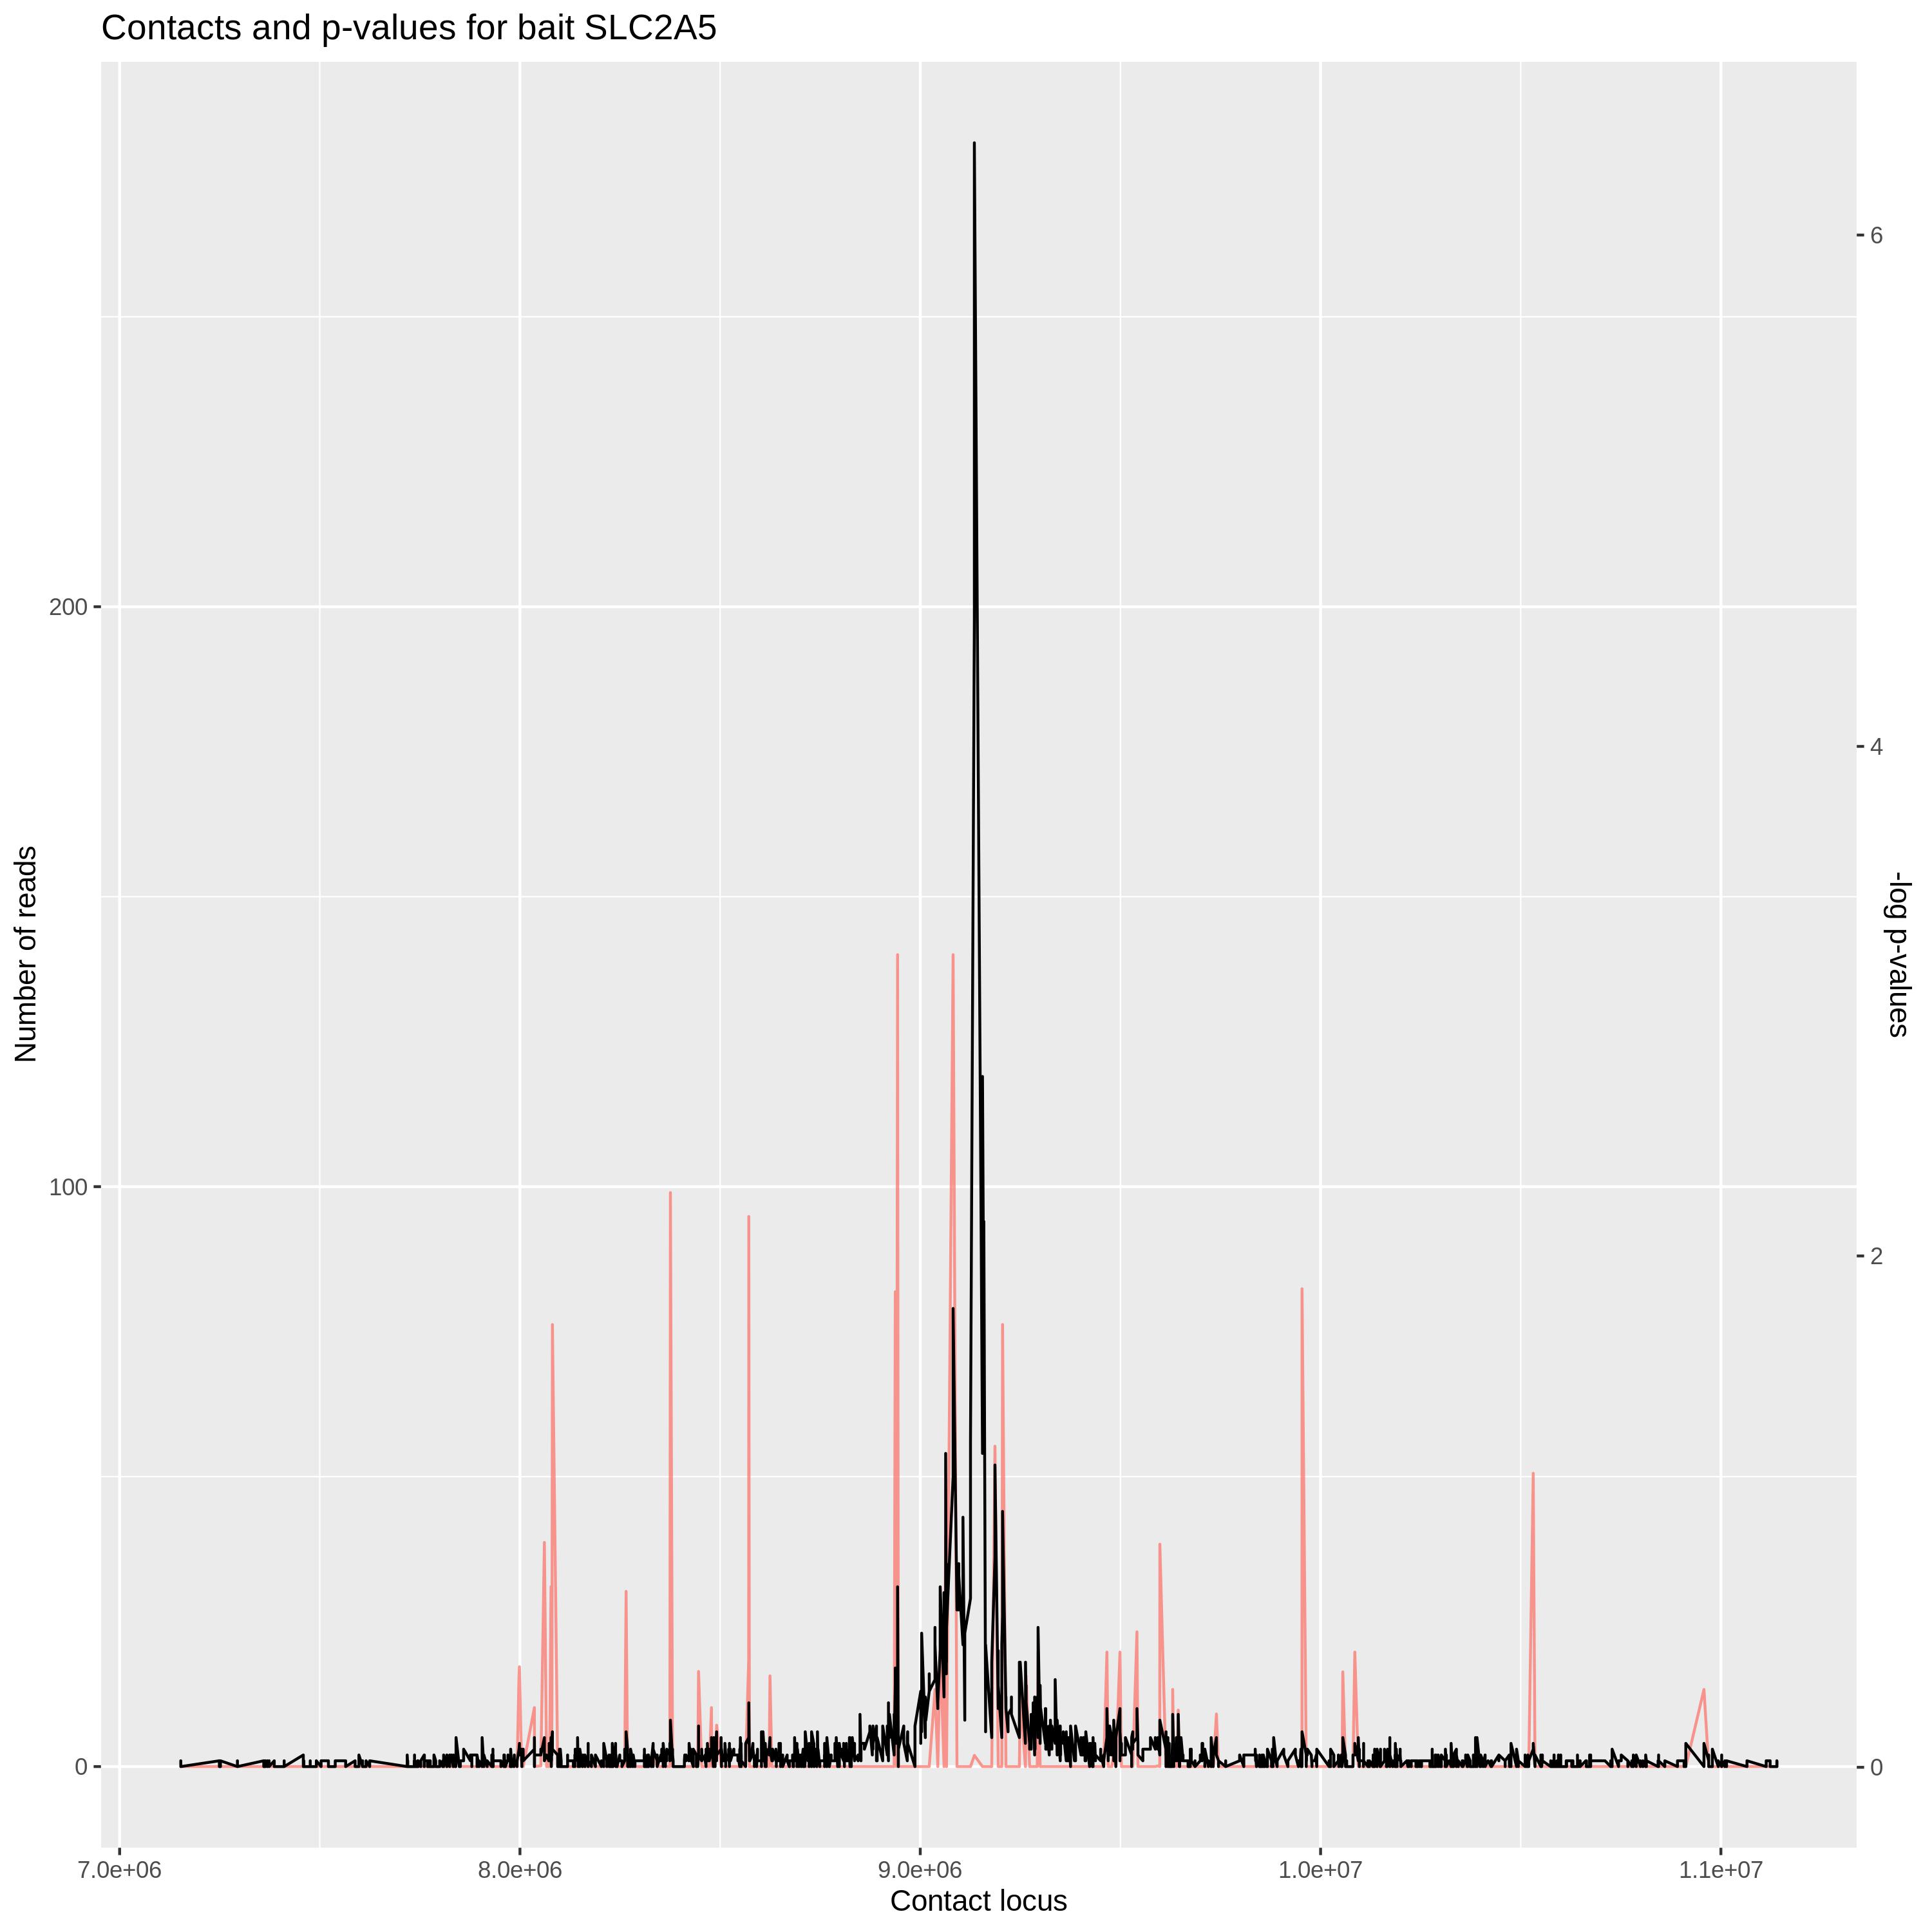 Contacts and p-values for bait SLC2A5
Number of reads
200
100
0
6
4
2
0
-log p-values
7.0e+06
8.0e+06
9.0e+06
1.0e+07
1.1e+07
Contact locus